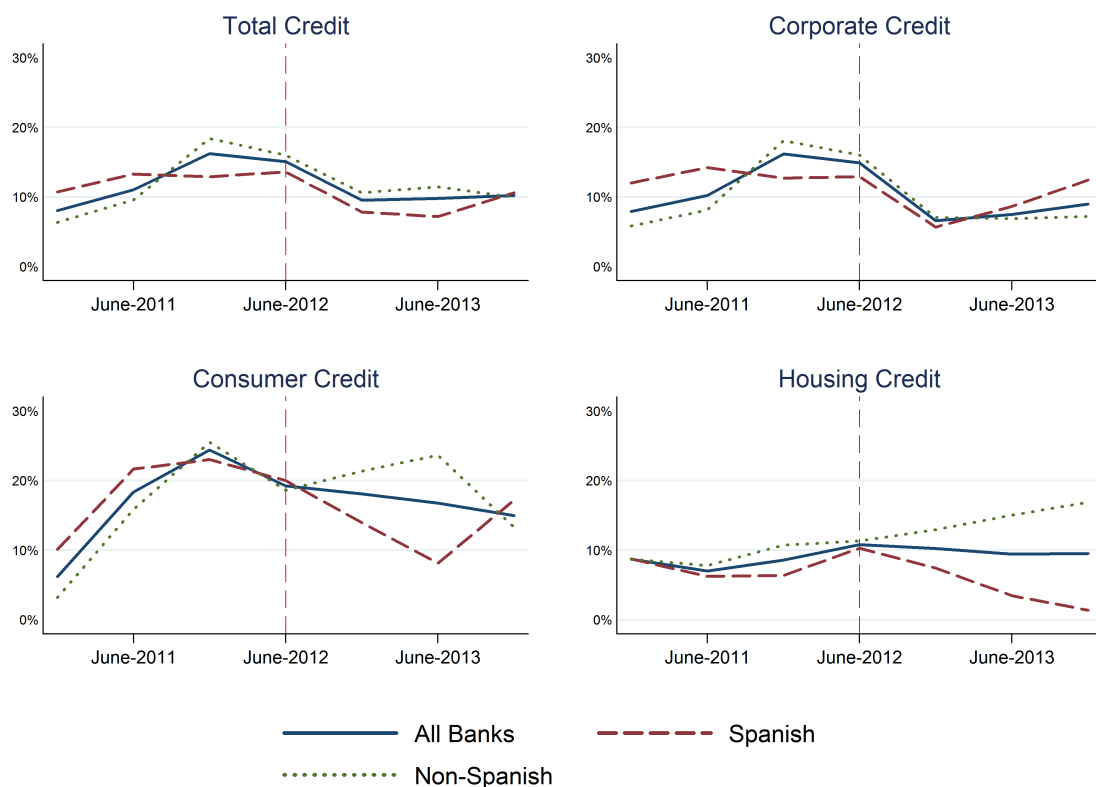 Total Credit
30%
20%
10%
0%
June-2011 June-2012 June-2013
Corporate Credit
30%
20%
10%
0%
June-2011 June-2012 June-2013
Consumer Credit
30%
20%
10%
0%
June-2011 June-2012 June-2013
Housing Credit
30%
20%
10%
0%
June-2011 June-2012 June-2013
All Banks Spanish
Non-Spanish